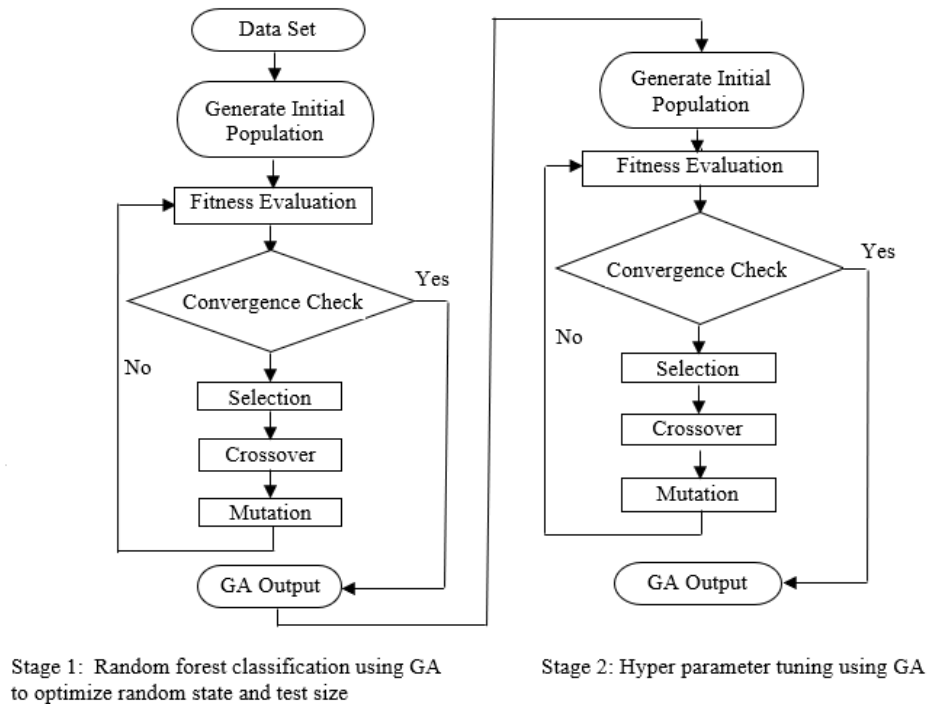 Data Set
Generate Initial
Population
Fitness Evaluation
Convergence Check
Yes
No
Selection
Crossover
Mutation
GA Output
Stage 1: Random forest classification using GA
to optimize random state and test size
Generate Initial
Population
Fitness Evaluation
Convergence Check
Yes
No
Selection
Crossover
Mutation
GA Output
Stage 2: Hyper parameter tuning using GA